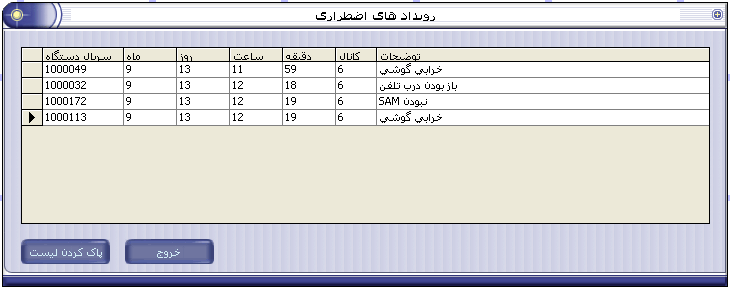 رویداد های اضطراری
سریال دستگاه ماه روز ساعت دقیقه کانال توضیحات
1000049 9 13 11 59 6 خرابي گوشي
1000032 9 13 12 18 6 باز بودن درب تلفن
1000172 9 13 12 19 6 نبودن SAM
1000113 9 13 12 19 6 خرابي گوشي
پاک کردن لیست خروج